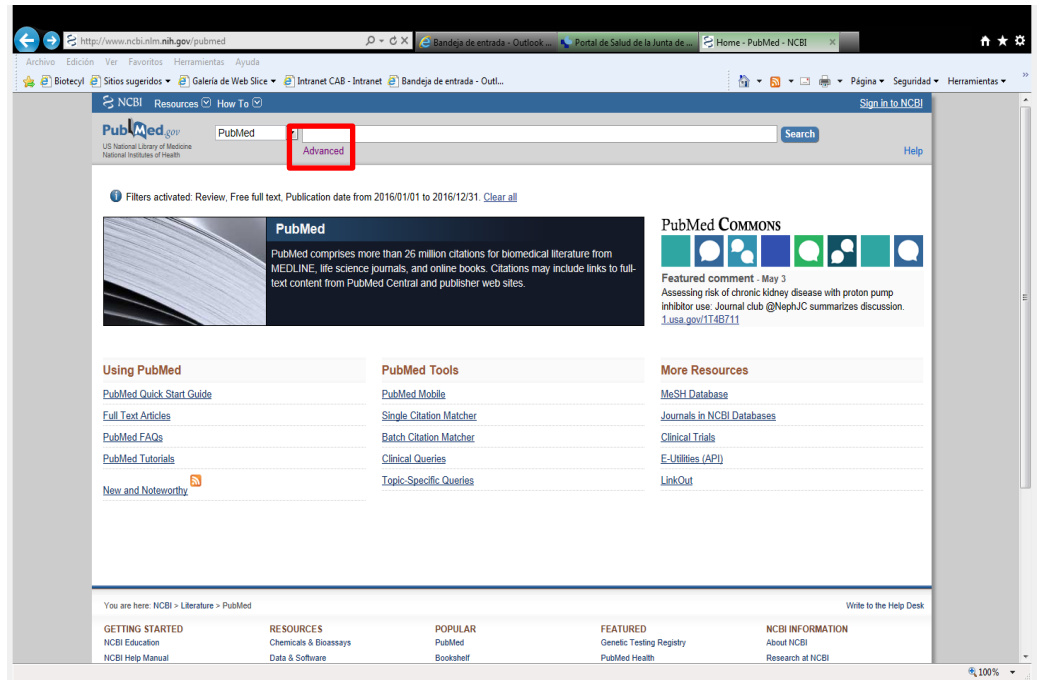 http://www.ncbi.nlm.nih.gov/pubmed
Bandeja de entrada - Outlook ...
Portal de Salud de la Junta de ...
Home - PubMed - NCBI
Archivo Edición Ver Favoritos Herramientas Ayuda
Biotecyl Sitios sugeridos Galería de Web Slice Intranet CAB - Intranet Bandeja de entrada - Outl... Página Seguridad Herramientas
NCBI Resources How To Sign in to NCBI
PubMed.gov
US National Library of Medicine
National Institutes of Health
PubMed
Search
Advanced
Help
Filters activated: Review, Free full text, Publication date from 2016/01/01 to 2016/12/31. Clear all
PubMed
PubMed comprises more than 26 million citations for biomedical literature from
MEDLINE, life science journals, and online books. Citations may include links to full-
text content from PubMed Central and publisher web sites.
PubMed Commons
Featured comment - May 3
Assessing risk of chronic kidney disease with proton pump
inhibitor use: Journal club @NephJC summarizes discussion.
1.usa.gov/1T4B711
Using PubMed
PubMed Quick Start Guide
Full Text Articles
PubMed FAQs
PubMed Tutorials
New and Noteworthy
PubMed Tools
PubMed Mobile
Single Citation Matcher
Batch Citation Matcher
Clinical Queries
Topic-Specific Queries
More Resources
MeSH Database
Journals in NCBI Databases
Clinical Trials
E-Utilities (API)
LinkOut
You are here: NCBI > Literature > PubMed
Write to the Help Desk
GETTING STARTED
NCBI Education
NCBI Help Manual
RESOURCES
Chemicals & Bioassays
Data & Software
POPULAR
PubMed
Bookshelf
FEATURED
Genetic Testing Registry
PubMed Health
NCBI INFORMATION
About NCBI
Research at NCBI
100%